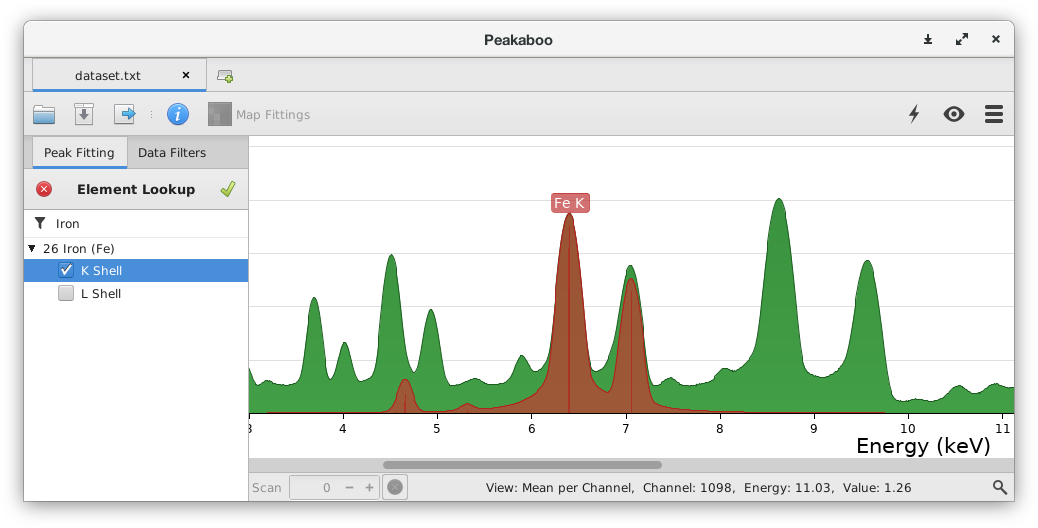 Peakaboo
dataset.txt
Map Fittings
Peak Fitting
Data Filters
Element Lookup
Iron
26 Iron (Fe)
K Shell
L Shell
Fe K
3 4 5 6 7 8 9 10 11
Energy (keV)
Scan 0
View: Mean per Channel, Channel: 1098, Energy: 11.03, Value: 1.26